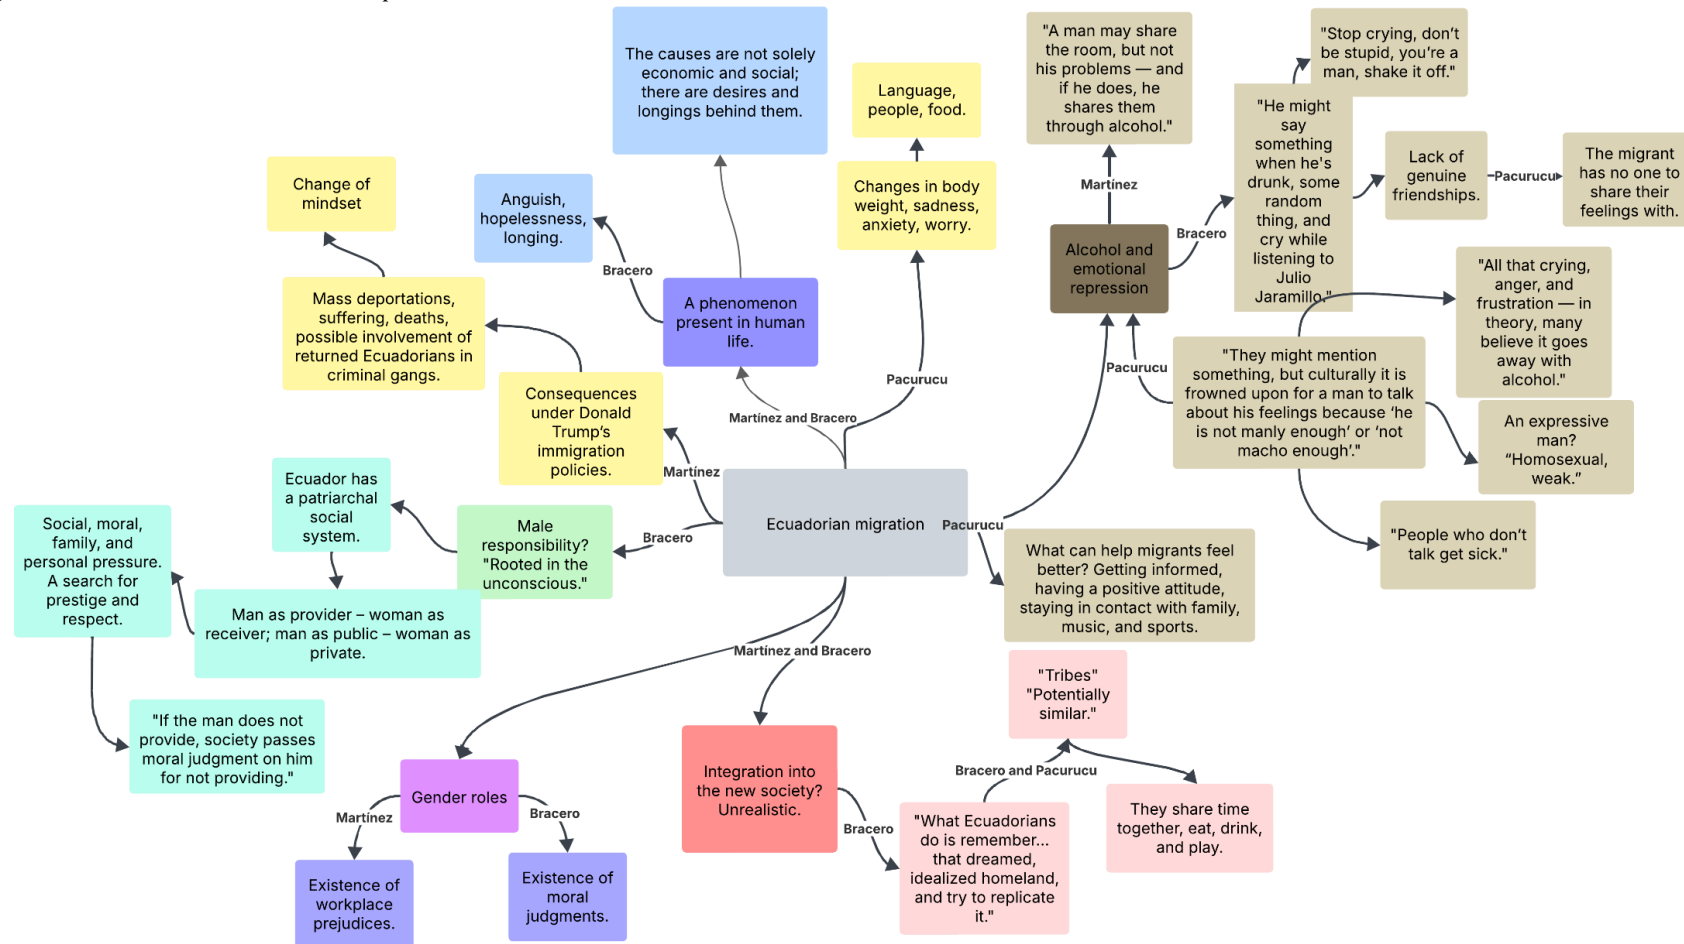 The causes are not solely
economic and social;
there are desires and
longings behind them.
Language,
people, food.
"A man may share
the room, but not
his problems — and
if he does, he
shares them
through alcohol."
"Stop crying, don't
be stupid, you're a
man, shake it off."
"He might
say
something
when he's
drunk, some
random
thing, and
cry while
listening to
Julio
Jaramillo."
Lack of
genuine
friendships.
Pacurucu
The migrant
has no one to
share their
feelings with.
Change of
mindset
Anguish,
hopelessness,
longing.
Changes in body
weight, sadness,
anxiety, worry.
Martínez
Bracero
Alcohol and
emotional
repression
Bracero
"All that crying,
anger, and
frustration — in
theory, many
believe it goes
away with
alcohol."
Mass deportations,
suffering, deaths,
possible involvement of
returned Ecuadorians in
criminal gangs.
A phenomenon
present in human
life.
Pacurucu
Pacurucu
"They might mention
something, but culturally it is
frowned upon for a man to talk
about his feelings because ‘he
is not manly enough’ or ‘not
macho enough’."
An expressive
man?
“Homosexual,
weak.”
Consequences
under Donald
Trump’s
immigration
policies.
Martínez and Bracero
Martínez
Ecuador has
a patriarchal
social
system.
Social, moral,
family, and
personal pressure.
A search for
prestige and
respect.
Male
responsibility?
"Rooted in the
unconscious."
Bracero
Ecuadorian migration
Pacurucu
What can help migrants feel
better? Getting informed,
having a positive attitude,
staying in contact with family,
music, and sports.
"People who don’t
talk get sick."
Man as provider – woman as
receiver; man as public – woman as
private.
Martínez and Bracero
"Tribes"
"Potentially
similar."
"If the man does not
provide, society passes
moral judgment on him
for not providing."
Gender roles
Martínez
Bracero
Integration into
the new society?
Unrealistic.
Bracero
Bracero and Pacurucu
"What Ecuadorians
do is remember...
that dreamed,
idealized homeland,
and try to replicate
it."
They share time
together, eat, drink,
and play.
Existence of
workplace
prejudices.
Existence of
moral
judgments.